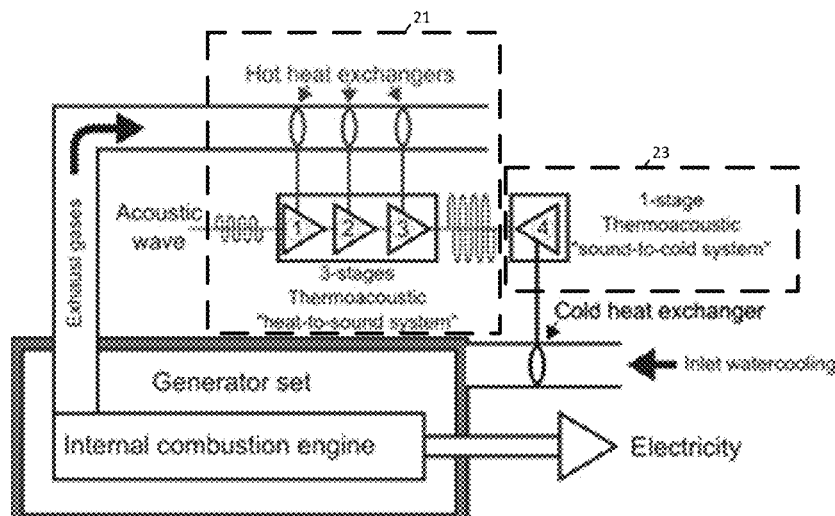 21
Hot heat exchangers
23
Exhaust gases
Acoustic
wave
1
2
3
4
1-stage
Thermoacoustic
"sound-to-cold system"
3-stages
Thermoacoustic
"heat-to-sound system"
Cold heat exchanger
Inlet watercooling
Generator set
Internal combustion engine
Electricity